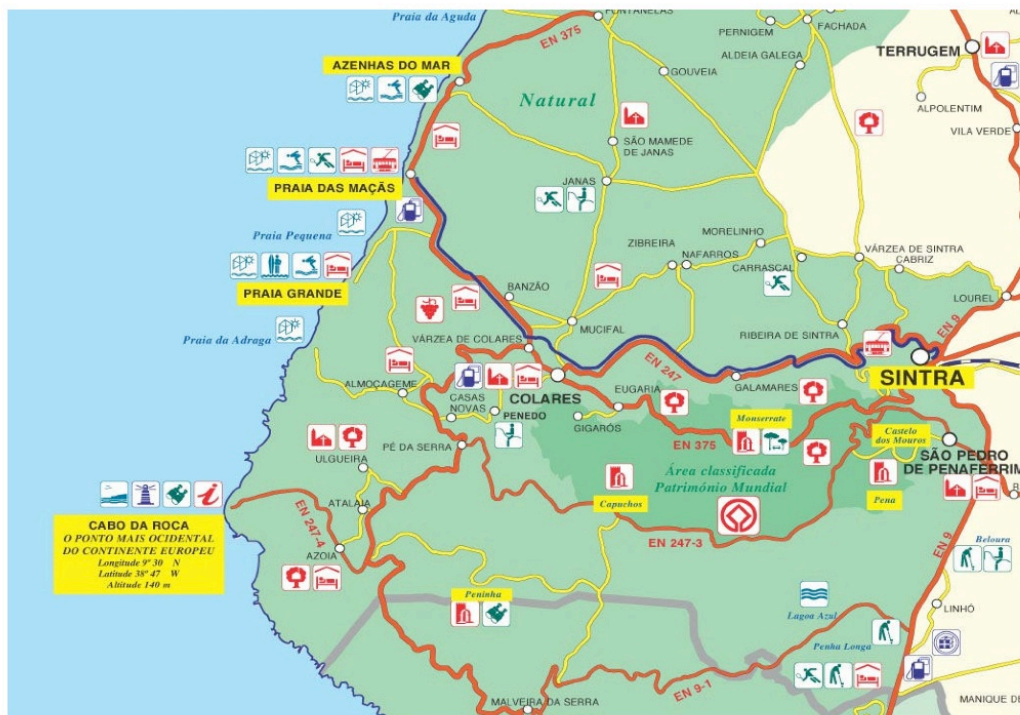 Praia da Aguda
FONTANELAS
EN 375
PERNIGEM
FACHADA
ALDEIA GALEGA
TERRUGEM
AZENHAS DO MAR
GOUVEIA
Natural
ALPOLENTIM
VILA VERDE
SÃO MAMEDE
DE JANAS
JANAS
PRAIA DAS MAÇÃS
Praia Pequena
MORELINHO
ZIBREIRA
NAFARROS
VÁRZEA DE SINTRA
CABRIZ
CARRASCAL
PRAIA GRANDE
BANZÃO
LOUREL
Praia da Adraga
MUCIFAL
RIBEIRA DE SINTRA
EN 9
VÁRZEA DE COLARES
EN 247
SINTRA
ALMOÇAGEME
COLARES
EUGARIA
GALAMARES
CASAS
NOVAS
PENEDO
GIGARÓS
Monserrate
Castelo
dos Mouros
EN 375
PÉ DA SERRA
SÃO PEDRO
DE PENAFERRIM
ULGUEIRA
Área classificada
Património Mundial
Capuchos
Pena
ATALAIA
CABO DA ROCA
O PONTO MAIS OCIDENTAL
DO CONTINENTE EUROPEU
Longitude 9º 30 N
Latitude 38º 47 W
Altitude 140 m
EN 247-4
EN 247-3
EN 9
Beloura
AZOIA
Peninha
Lagoa Azul
LINHÓ
Penha Longa
EN 9-1
MALVEIRA DA SERRA
MANIQUE DE